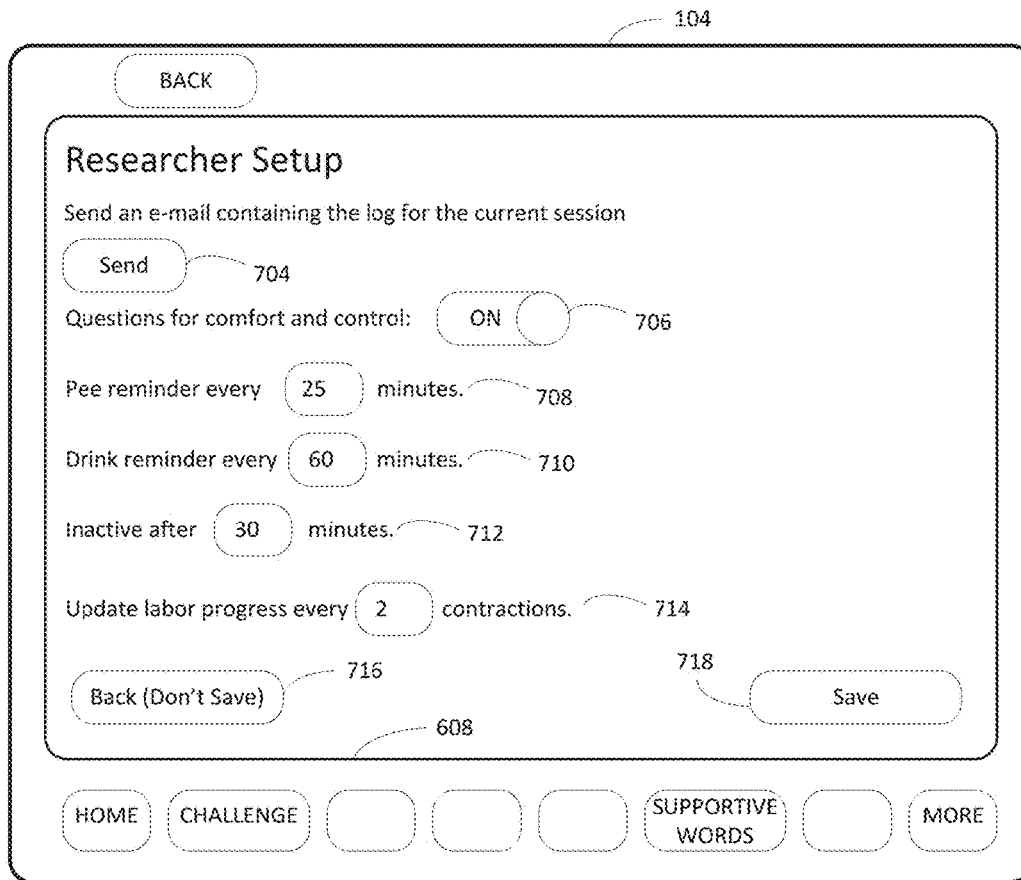 104
BACK
Researcher Setup
Send an e-mail containing the log for the current session
Send 704
Questions for comfort and control: ON 706
Pee reminder every 25 minutes. 708
Drink reminder every 60 minutes. 710
Inactive after 30 minutes. 712
Update labor progress every 2 contractions. 714
716 718
Back (Don't Save) Save
608
HOME CHALLENGE SUPPORTIVE WORDS MORE